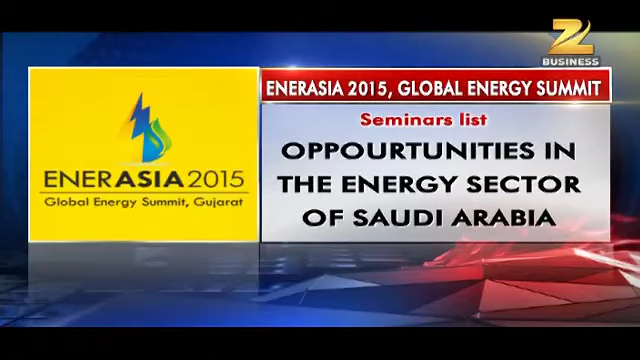 Z
BUSINESS
ENERASIA 2015, GLOBAL ENERGY SUMMIT
Seminars list
OPPOURTUNITIES IN
THE ENERGY SECTOR
OF SAUDI ARABIA
ENERASIA2015
Global Energy Summit, Gujarat